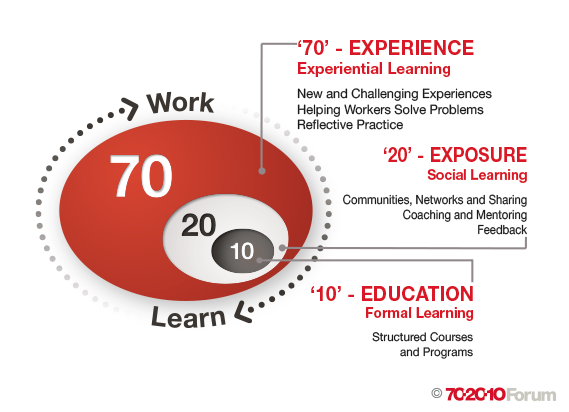 ‘70’ - EXPERIENCE
Experiential Learning
New and Challenging Experiences
Helping Workers Solve Problems
Reflective Practice
Work
70
20
10
Learn
‘20’ - EXPOSURE
Social Learning
Communities, Networks and Sharing
Coaching and Mentoring
Feedback
‘10’ - EDUCATION
Formal Learning
Structured Courses
and Programs
© 70:20:10Forum